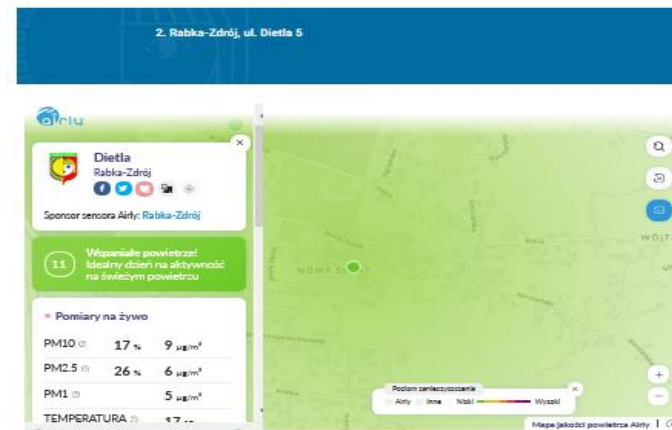 2. Rabka-Zdrój, ul. Dietla 5
airly
Dietla
Rabka-Zdrój
Sponsor sensora Airly: Rabka-Zdrój
11
Wspaniałe powietrze!
Idealny dzień na aktywność
na świeżym powietrzu
Pomiary na żywo
PM10 17 % 9 µg/m³
PM2.5 26 % 6 µg/m³
PM1 5 µg/m³
TEMPERATURA 17
NOWY
WÓJT
Poziom zanieczyszczenia
Airly Inne Niski Wysoki
Mapa jakości powietrza Airly